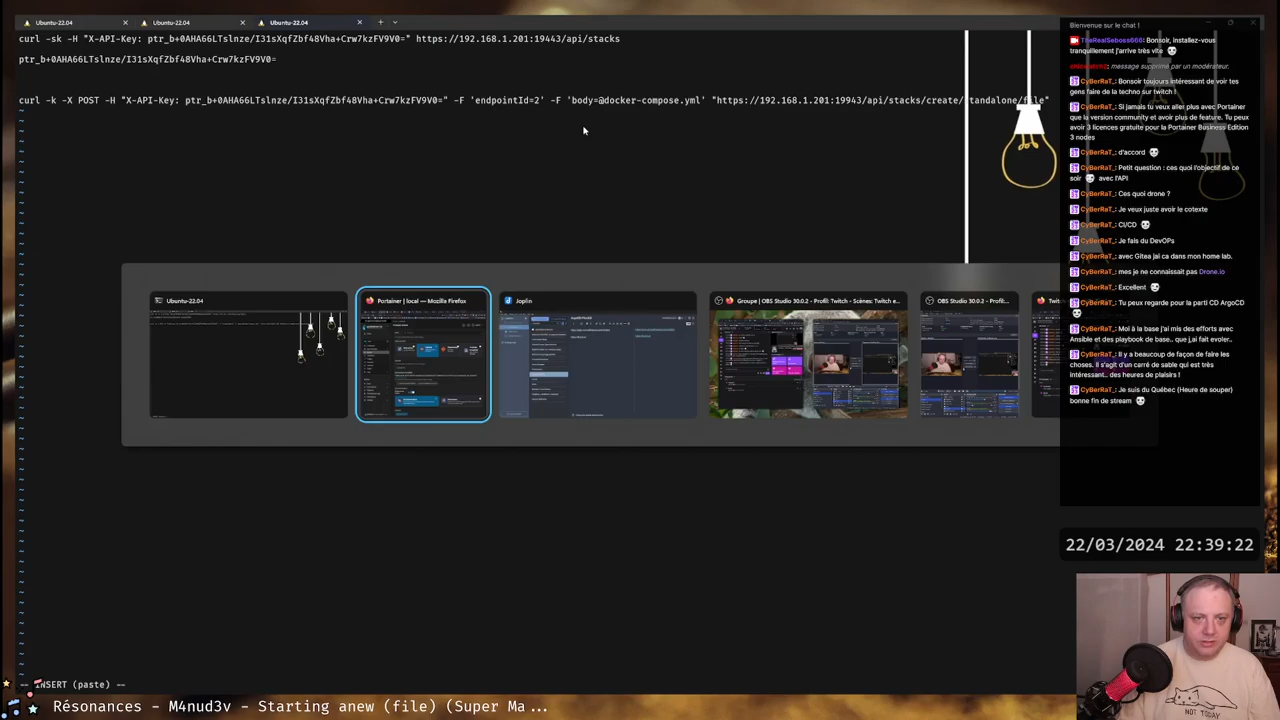 Ubuntu-22.04
Ubuntu-22.04
Ubuntu-22.04
curl -sk -H "X-API-Key: ptr_b+0AHA66LTslnze/I31sXqfZbf48Vha+Crw7kzFV9V0=" https://192.168.1.201:19943/api/stacks
ptr_b+0AHA66LTslnze/I31sXqfZbf48Vha+Crw7kzFV9V0=
curl -k -X POST -H "X-API-Key: ptr_b+0AHA66LTslnze/I31sXqfZbf48Vha+Crw7kzFV9V0=" -F 'endpointId=2' -F 'body=@docker-compose.yml' "https://192.168.1.201:19943/api/stacks/create/standalone/file"
Ubuntu-22.04
Portainer | local — Mozilla Firefox
Joplin
Groupe | OBS Studio 30.0.2 - Profil: Twitch - Scènes: Twitch e...
OBS Studio 30.0.2 - Profil:...
Twit
-- INSERT (paste) --
Bienvenue sur le chat !
TheRealSeboss666: Bonsoir, installez-vous
tranquillement j'arrive très vite
message supprimé par un modérateur.
CyBerRaT_: Bonsoir toujours intéressant de voir tes
gens faire de la techno sur twitch !
CyBerRaT_: SI jamais tu veux aller plus avec Portainer
que la version community et avoir plus de feature. Tu peux
avoir 3 licences gratuite pour la Portainer Business Edition
3 nodes
CyBerRaT_: d'accord
CyBerRaT_: Petit question : ces quoi l'objectif de ce
soir avec l'API
CyBerRaT_: Ces quoi drone ?
CyBerRaT_: Je veux juste avoir le cotexte
CyBerRaT_: CI/CD
CyBerRaT_: Je fais du DevOPs
CyBerRaT_: avec Gitea jai ca dans mon home lab.
CyBerRaT_: mes je ne connaissait pas Drone.io
CyBerRaT_: Excellent
CyBerRaT_: Tu peux regarde pour la parti CD ArgoCD
CyBerRaT_: Moi à la base j'ai mis des efforts avec
Ansible et des playbook de base.. que j,ai fait evoler..
CyBerRaT_: Il y a beaucoup de façon de faire les
choses. Il s'agit d'un carré de sable qui est très
intéressant.. des heures de plaisirs !
CyBerRaT_: Je suis du Québec (Heure de souper)
bonne fin de stream
22/03/2024 22:39:22
NOT TODAY
Résonances - M4nud3v - Starting anew (file) (Super Ma...